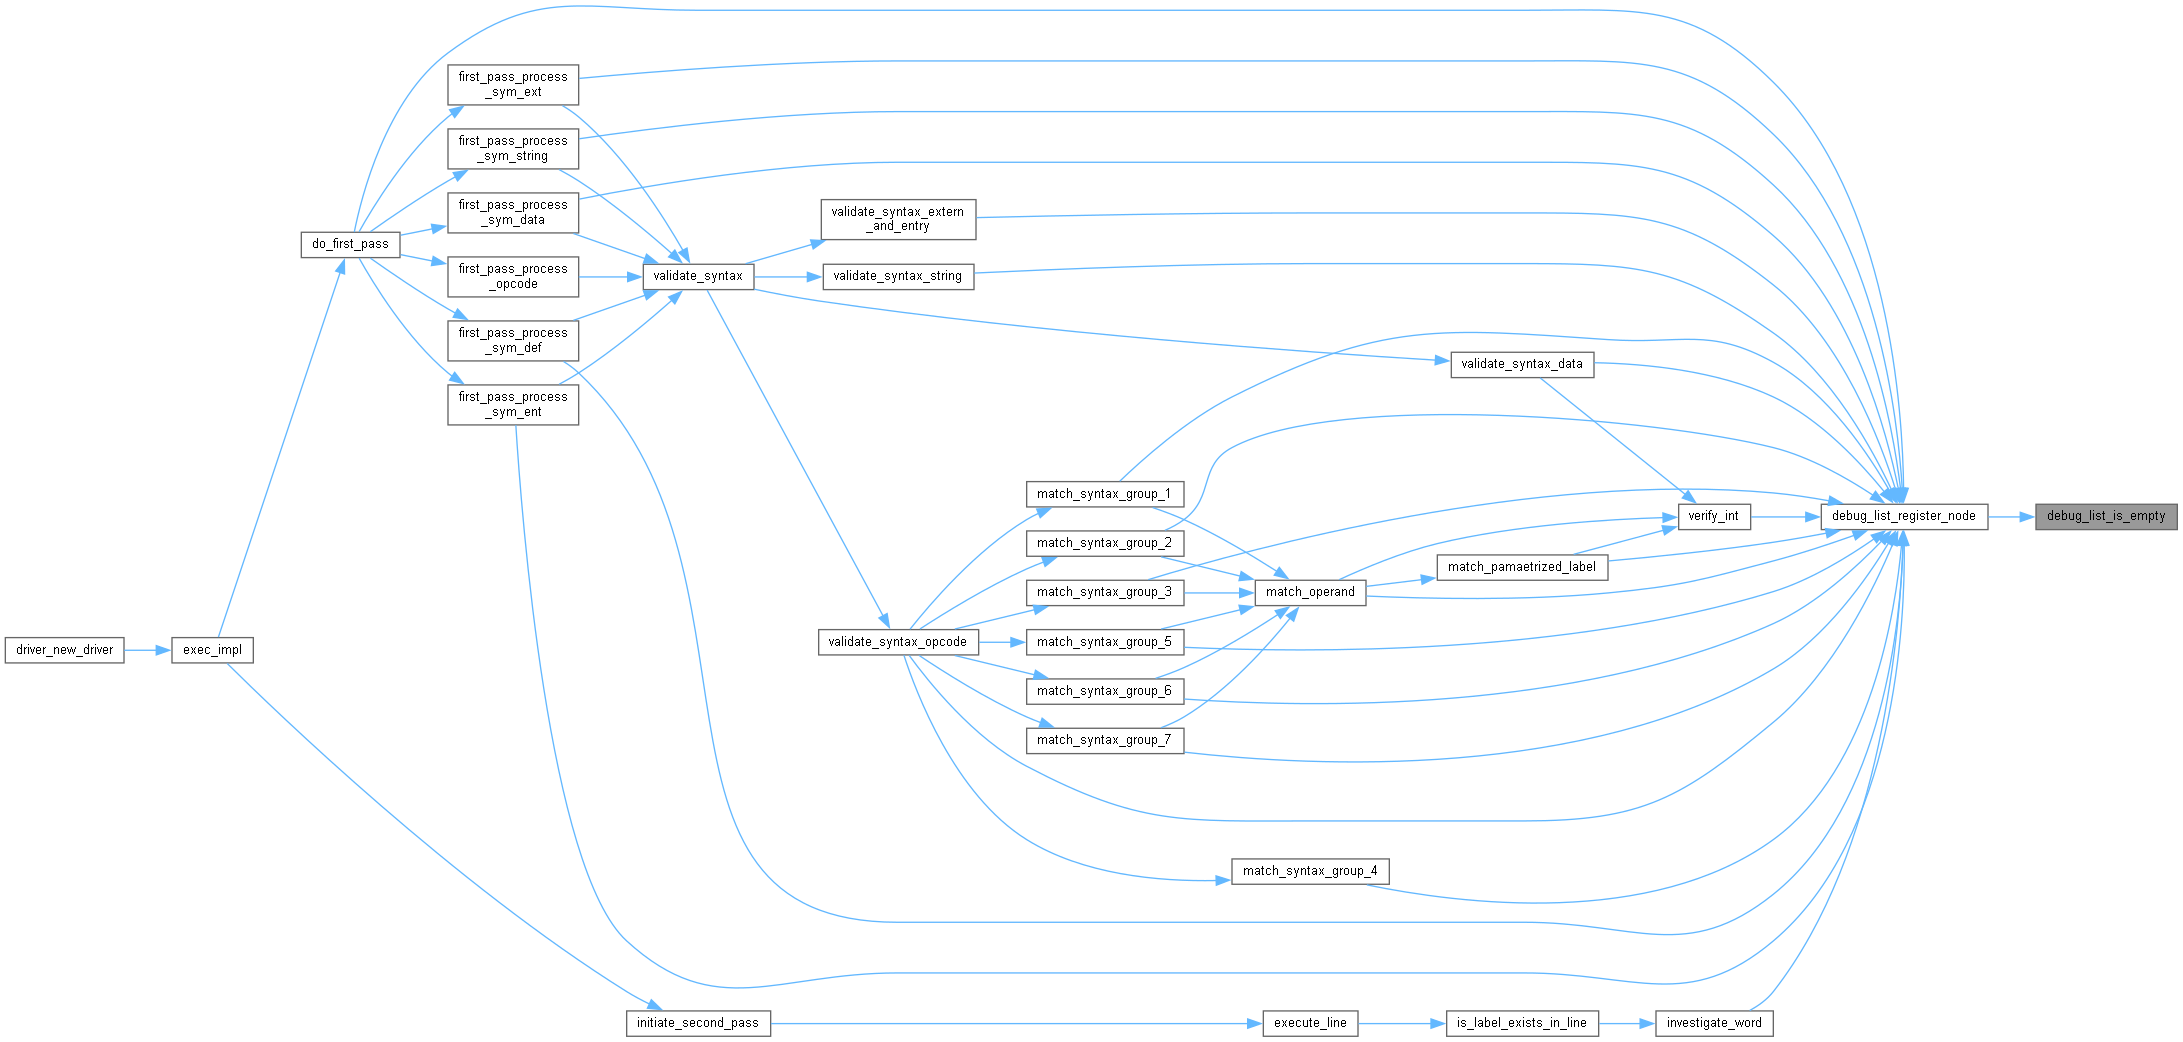 first_pass_process
_sym_ext
first_pass_process
_sym_string
first_pass_process
_sym_data
validate_syntax_extern
_and_entry
do_first_pass
first_pass_process
_opcode
validate_syntax
validate_syntax_string
first_pass_process
_sym_def
validate_syntax_data
first_pass_process
_sym_ent
match_syntax_group_1
verify_int
debug_list_register_node
debug_list_is_empty
match_syntax_group_2
match_pamaetrized_label
match_syntax_group_3
match_operand
driver_new_driver
exec_impl
validate_syntax_opcode
match_syntax_group_5
match_syntax_group_6
match_syntax_group_7
match_syntax_group_4
initiate_second_pass
execute_line
is_label_exists_in_line
investigate_word